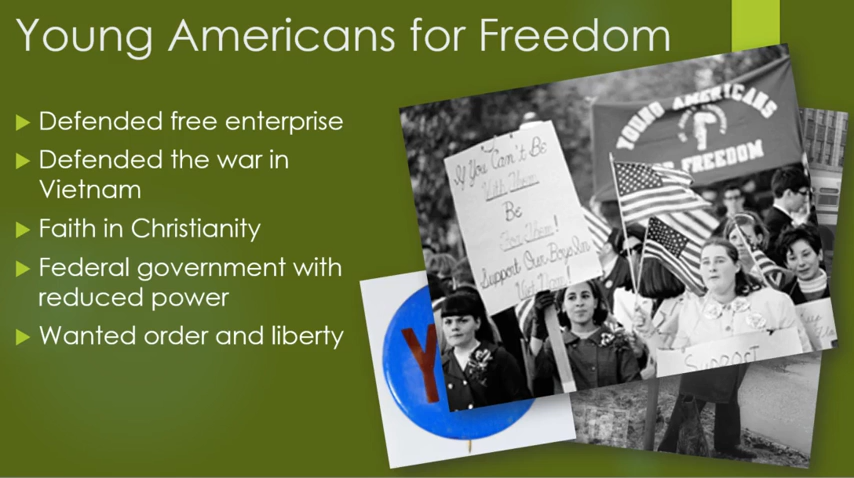 Young Americans for Freedom
Defended free enterprise
Defended the war in
Vietnam
Faith in Christianity
Federal government with
reduced power
Wanted order and liberty
YOUNG AMERICANS
FOR FREEDOM
If You Can't Be
With Them
Be
For Them!
Support Our Boys In
Viet Nam!
Support
Y